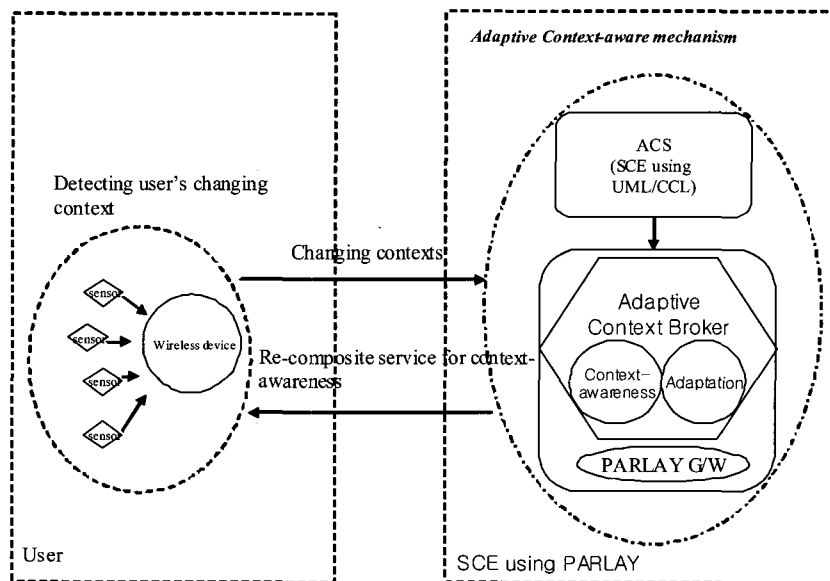 Adaptive Context-aware mechanism
ACS
(SCE using
UML/CCL)
Detecting user's changing
context
Changing contexts
sensor
sensor
sensor
sensor
Wireless device
Adaptive
Context Broker
Re-composite service for context-
awareness
Context-
awareness
Adaptation
PARLAY G/W
User
SCE using PARLAY